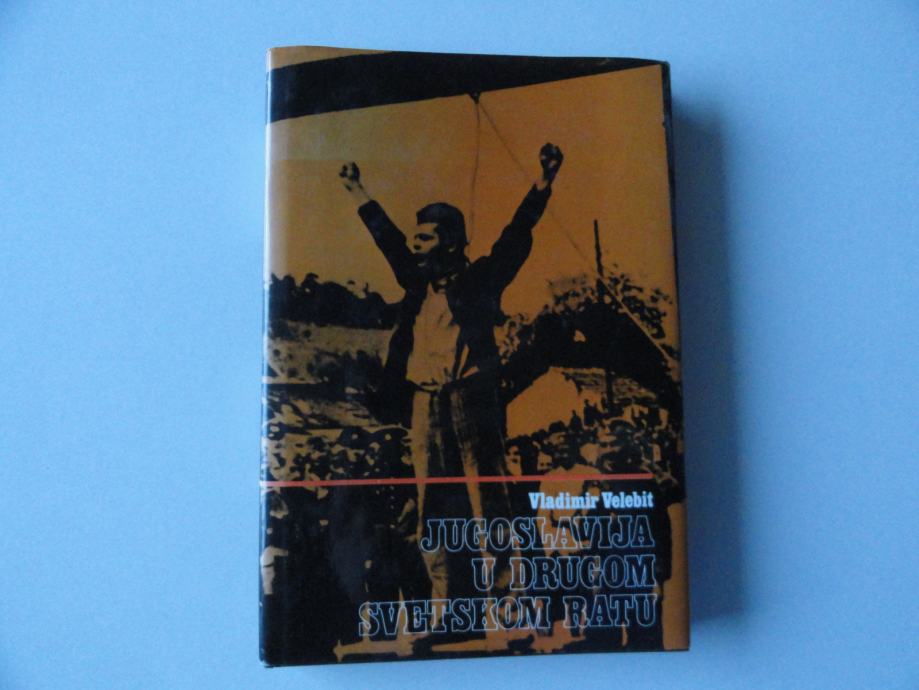 Vladimir Velebit
JUGOSLAVIJA
U DRUGOM
SVETSKOM RATU